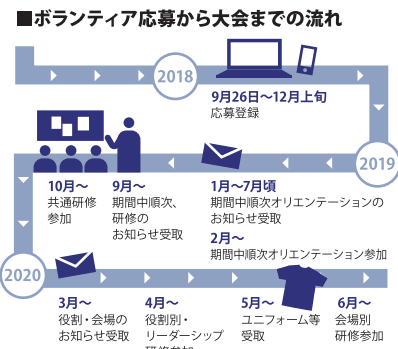 ■ボランティア応募から大会までの流れ
2018
9月26日～12月上旬
応募登録
2019
1月～7月頃
期間中順次オリエンテーションの
お知らせ受取
2月～
期間中順次オリエンテーション参加
9月～
期間中順次、
研修の
お知らせ受取
10月～
共通研修
参加
2020
3月～
役割・会場の
お知らせ受取
4月～
役割別・
リーダーシップ
研修参加
5月～
ユニフォーム等
受取
6月～
会場別
研修参加